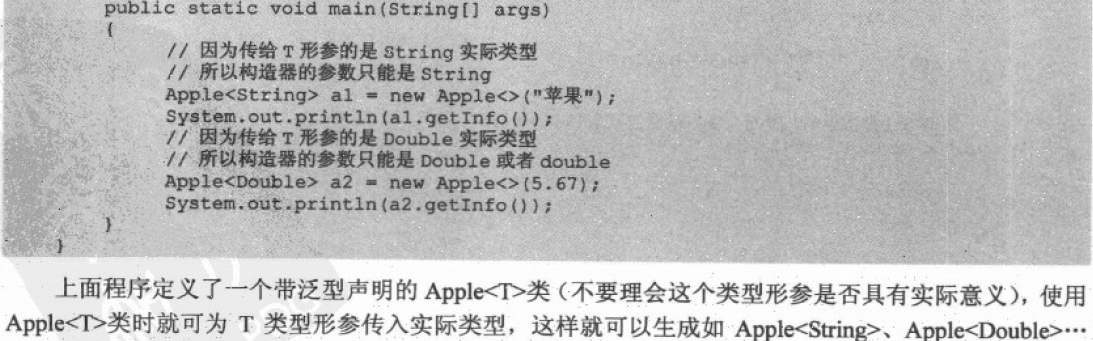 public static void main(String[] args)
{
// 因为传给 T 形参的是 String 实际类型
// 所以构造器的参数只能是 String
Apple<String> a1 = new Apple<>("苹果");
System.out.println(a1.getInfo());
// 因为传给 T 形参的是 Double 实际类型
// 所以构造器的参数只能是 Double 或者 double
Apple<Double> a2 = new Apple<>(5.67);
System.out.println(a2.getInfo());
}
}
上面程序定义了一个带泛型声明的 Apple<T>类（不要理会这个类型形参是否具有实际意义），使用
Apple<T>类时就可为 T 类型形参传入实际类型，这样就可以生成如 Apple<String>、Apple<Double>…